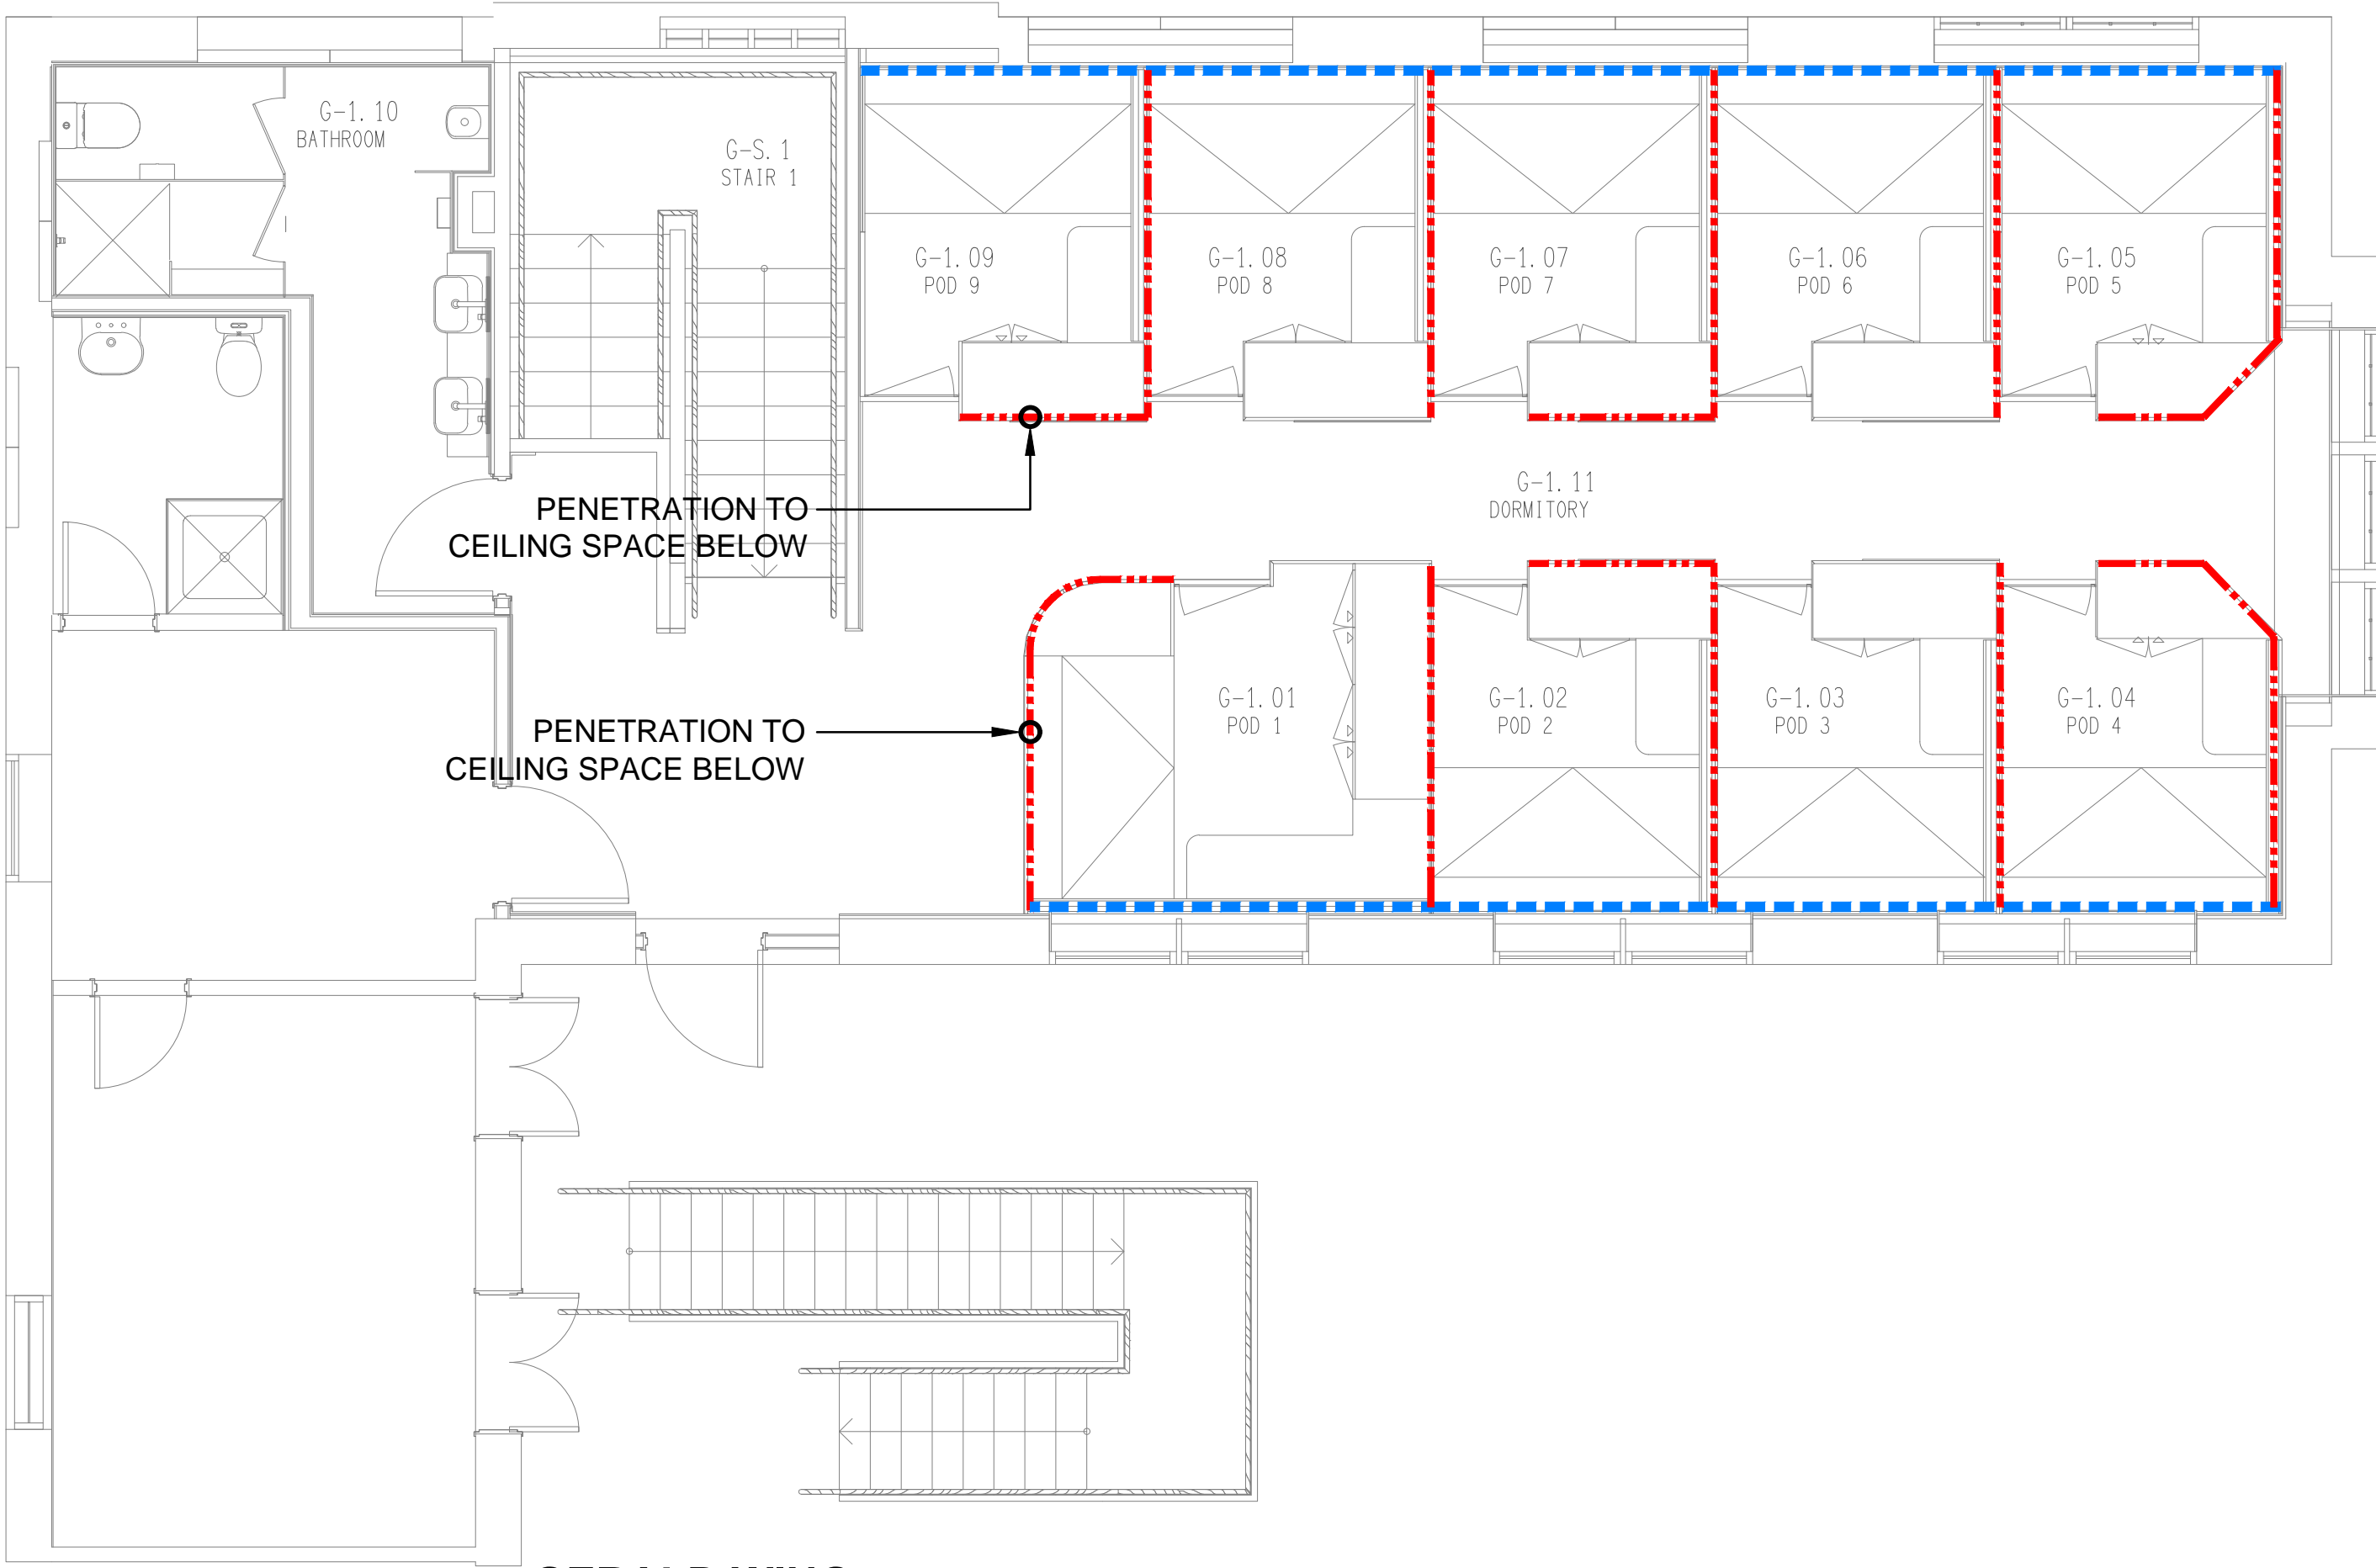 G-1.10
BATHROOM
G-S.1
STAIR 1
G-1.09
POD 9
G-1.08
POD 8
G-1.07
POD 7
G-1.06
POD 6
G-1.05
POD 5
PENETRATION TO
CEILING SPACE BELOW
G-1.11
DORMITORY
PENETRATION TO
CEILING SPACE BELOW
G-1.01
POD 1
G-1.02
POD 2
G-1.03
POD 3
G-1.04
POD 4